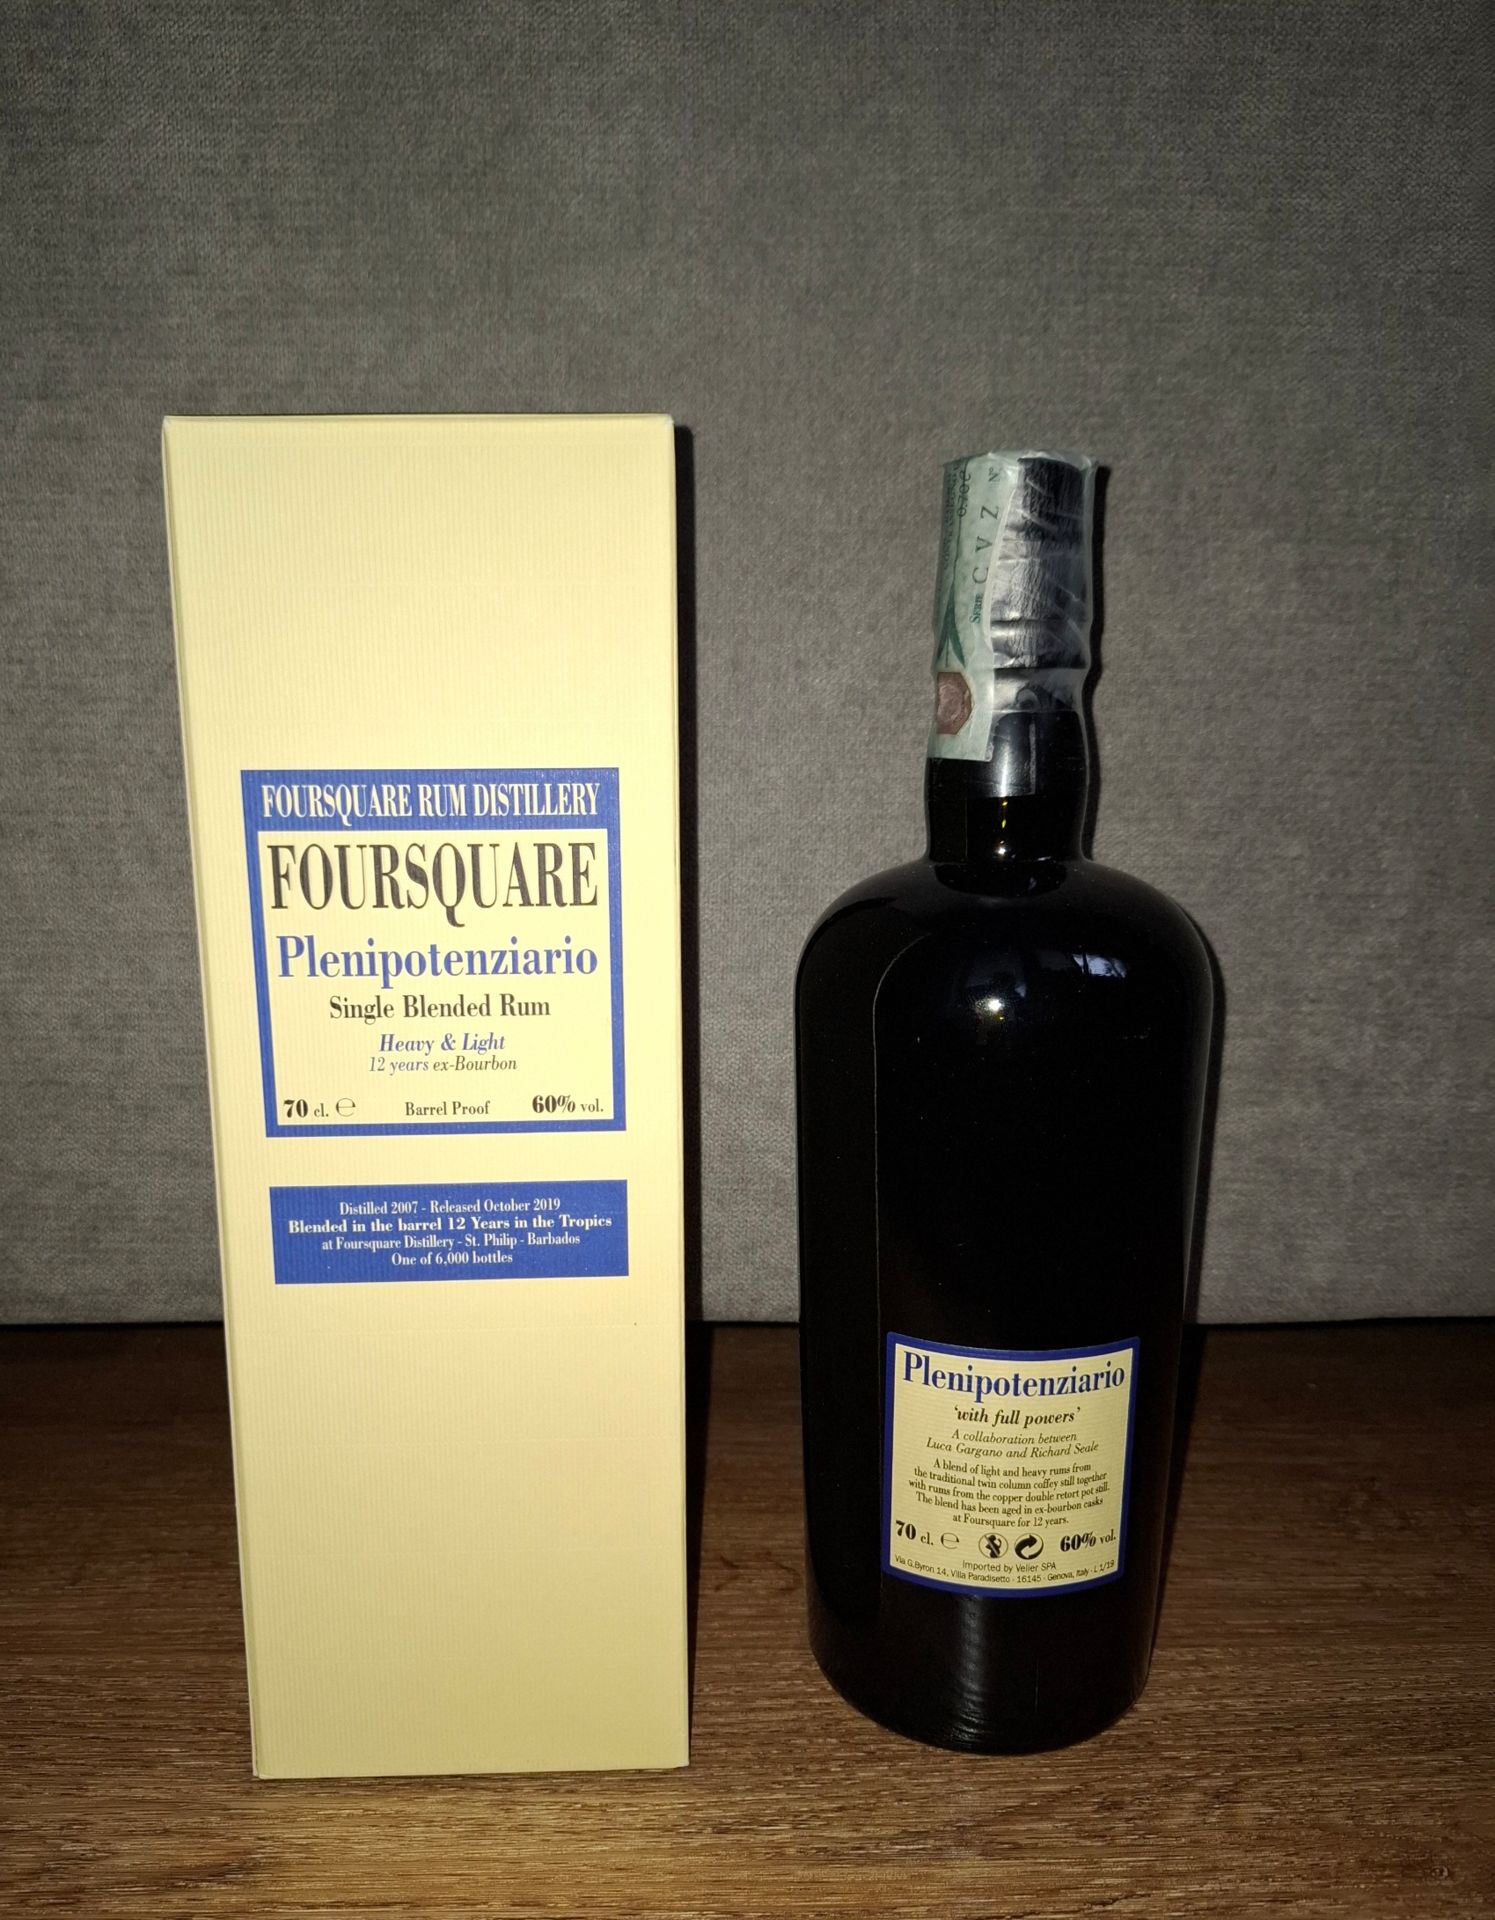 FOURSQUARE RUM DISTILLERY
FOURSQUARE
Plenipotenziario
Single Blended Rum
Heavy & Light
12 years ex-Bourbon
70 cl. ℮ Barrel Proof 60% vol.
Distilled 2007 - Released October 2019
Blended in the barrel 12 Years in the Tropics
at Foursquare Distillery - St. Philip - Barbados
One of 6,000 bottles
0.70€
SERIE C V Z N°
Plenipotenziario
'with full powers'
A collaboration between
Luca Gargano and Richard Seale
A blend of light and heavy rums from
the traditional twin column coffey still together
with rums from the copper double retort pot still.
The blend has been aged in ex-bourbon casks
at Foursquare for 12 years.
70 cl. ℮ 60% vol.
Imported by Velier SPA
Via G.Byron 14, Villa Paradisetto - 16145 - Genova, Italy - L 1/19